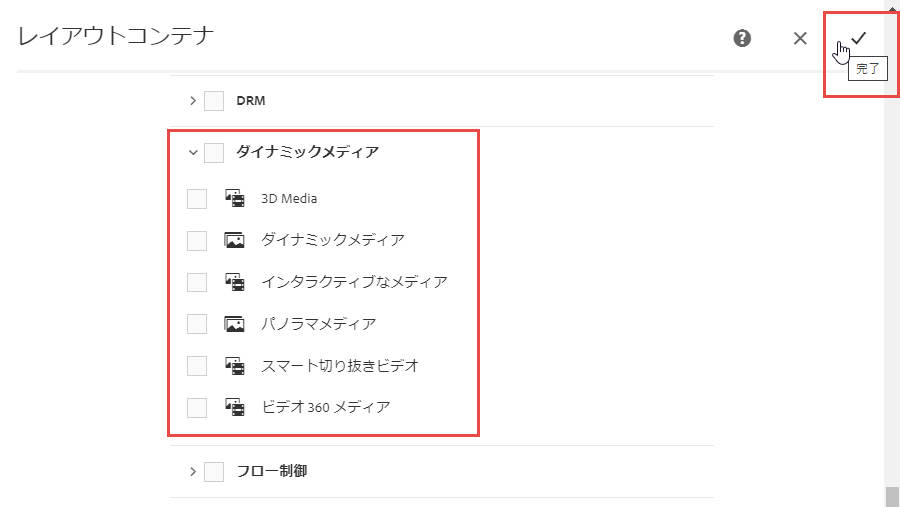 レイアウトコンテナ
完了
DRM
ダイナミックメディア
3D Media
ダイナミックメディア
インタラクティブなメディア
パノラマメディア
スマート切り抜きビデオ
ビデオ 360 メディア
フロー制御